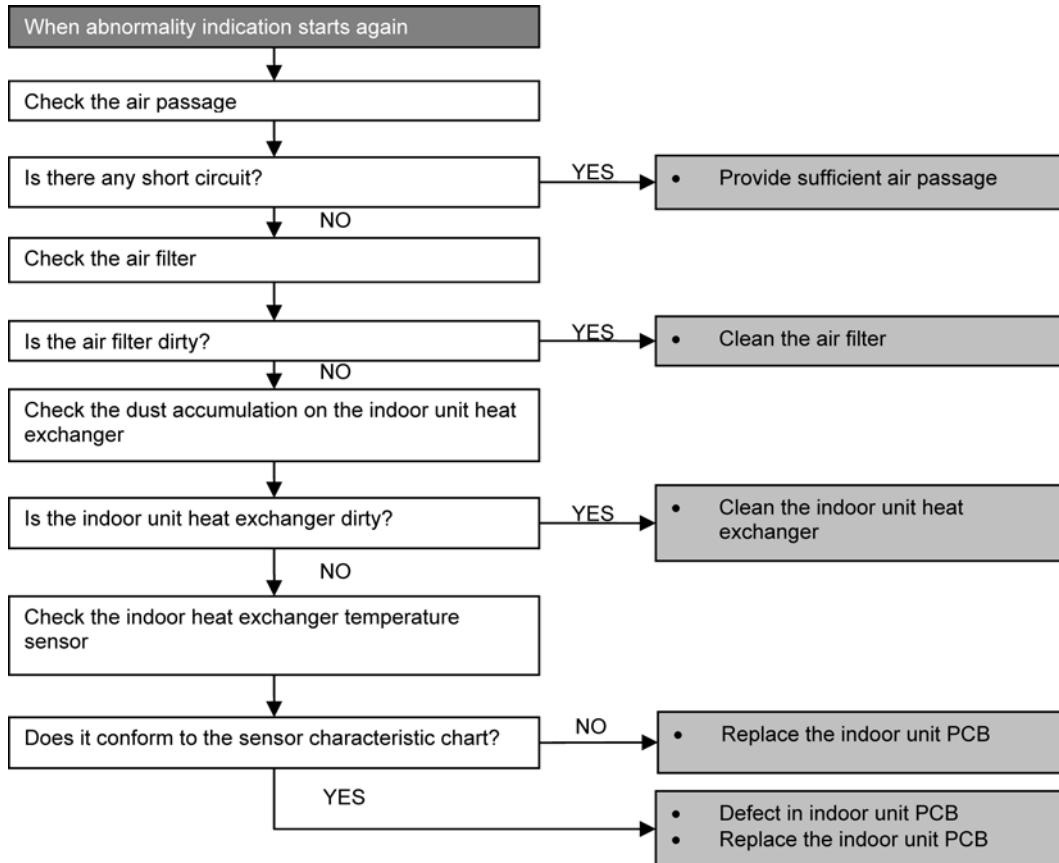 When abnormality indication starts again
Check the air passage
Is there any short circuit?
YES
• Provide sufficient air passage
NO
Check the air filter
Is the air filter dirty?
YES
• Clean the air filter
NO
Check the dust accumulation on the indoor unit heat
exchanger
Is the indoor unit heat exchanger dirty?
YES
• Clean the indoor unit heat
exchanger
NO
Check the indoor heat exchanger temperature
sensor
Does it conform to the sensor characteristic chart?
NO
• Replace the indoor unit PCB
YES
• Defect in indoor unit PCB
• Replace the indoor unit PCB